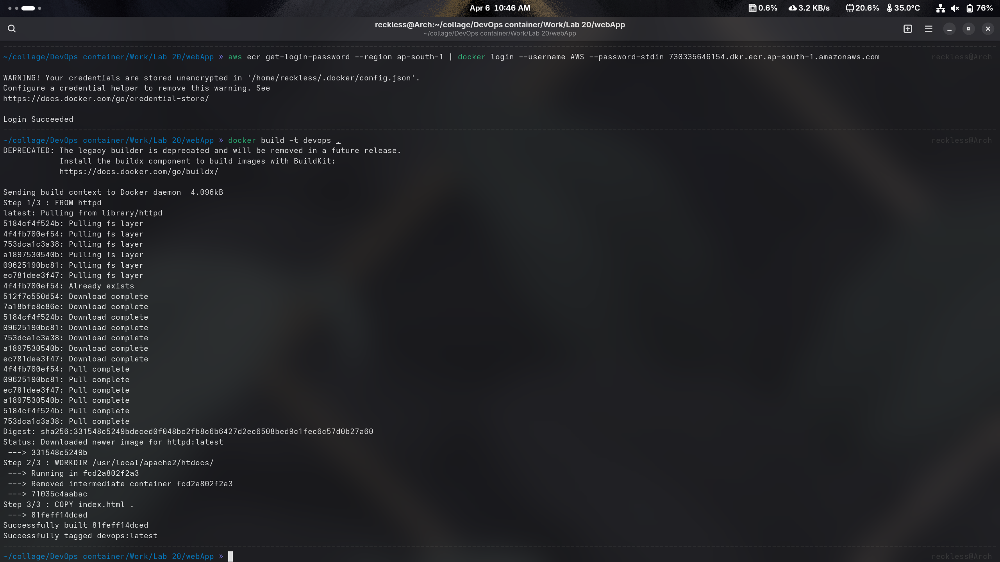 Apr 6 10:46 AM
0.6% 3.2 KB/s 20.6% 35.0°C 76%
reckless@Arch:~/collage/DevOps container/Work/Lab 20/webApp
~/collage/DevOps container/Work/Lab 20/webApp
~/collage/DevOps container/Work/Lab 20/webApp » aws ecr get-login-password --region ap-south-1 | docker login --username AWS --password-stdin 730335646154.dkr.ecr.ap-south-1.amazonaws.com reckless@Arch
WARNING! Your credentials are stored unencrypted in '/home/reckless/.docker/config.json'.
Configure a credential helper to remove this warning. See
https://docs.docker.com/go/credential-store/
Login Succeeded
~/collage/DevOps container/Work/Lab 20/webApp » docker build -t devops . reckless@Arch
DEPRECATED: The legacy builder is deprecated and will be removed in a future release.
Install the buildx component to build images with BuildKit:
https://docs.docker.com/go/buildx/
Sending build context to Docker daemon  4.096kB
Step 1/3 : FROM httpd
latest: Pulling from library/httpd
5184cf4f524b: Pulling fs layer
4f4fb700ef54: Pulling fs layer
753dca1c3a38: Pulling fs layer
a1897530540b: Pulling fs layer
09625190bc81: Pulling fs layer
ec781dee3f47: Pulling fs layer
4f4fb700ef54: Already exists
512f7c550d54: Download complete
7a18bfe8c86e: Download complete
5184cf4f524b: Download complete
09625190bc81: Download complete
753dca1c3a38: Download complete
a1897530540b: Download complete
ec781dee3f47: Download complete
4f4fb700ef54: Pull complete
09625190bc81: Pull complete
ec781dee3f47: Pull complete
a1897530540b: Pull complete
5184cf4f524b: Pull complete
753dca1c3a38: Pull complete
Digest: sha256:331548c5249bdeced0f048bc2fb8c6b6427d2ec6508bed9c1fec6c57d0b27a60
Status: Downloaded newer image for httpd:latest
---> 331548c5249b
Step 2/3 : WORKDIR /usr/local/apache2/htdocs/
---> Running in fcd2a802f2a3
---> Removed intermediate container fcd2a802f2a3
---> 71035c4aabac
Step 3/3 : COPY index.html .
---> 81feff14dced
Successfully built 81feff14dced
Successfully tagged devops:latest
~/collage/DevOps container/Work/Lab 20/webApp » reckless@Arch